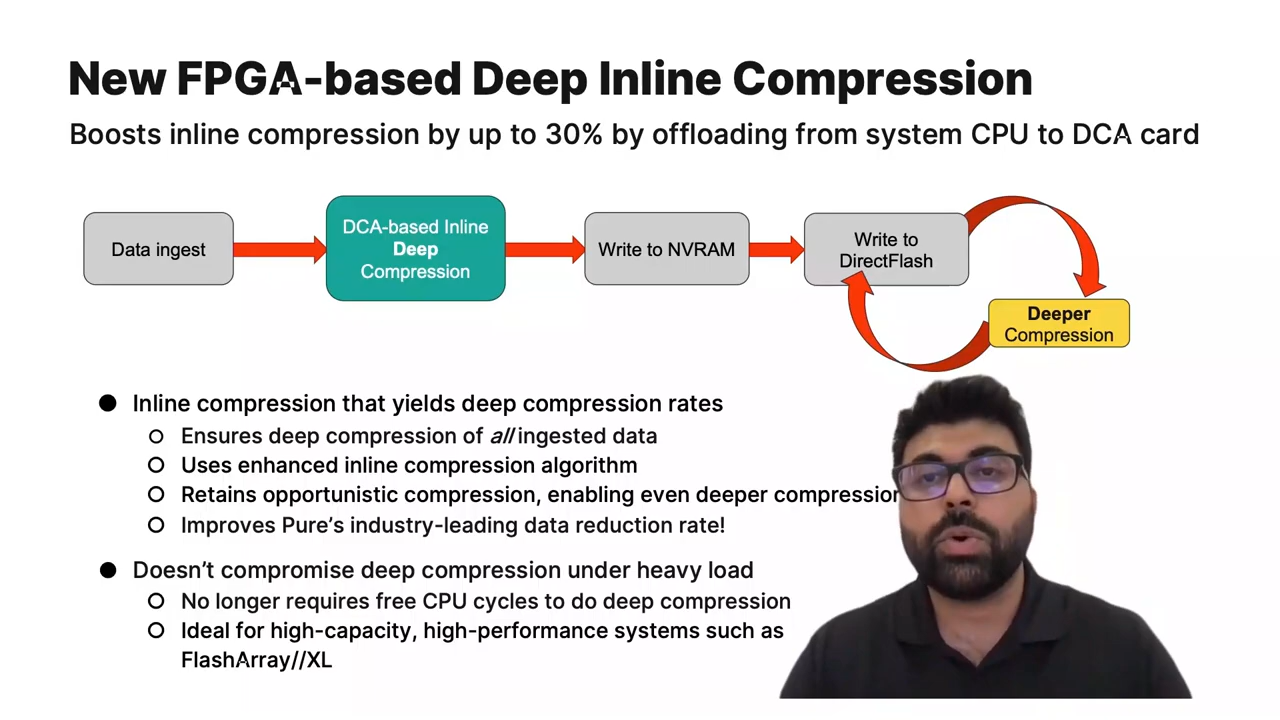 New FPGA-based Deep Inline Compression
Boosts inline compression by up to 30% by offloading from system CPU to DCA card
Data ingest
DCA-based Inline
Deep
Compression
Write to NVRAM
Write to
DirectFlash
Deeper
Compression
● Inline compression that yields deep compression rates
○ Ensures deep compression of all ingested data
○ Uses enhanced inline compression algorithm
○ Retains opportunistic compression, enabling even deeper compression
○ Improves Pure’s industry-leading data reduction rate!
● Doesn’t compromise deep compression under heavy load
○ No longer requires free CPU cycles to do deep compression
○ Ideal for high-capacity, high-performance systems such as
FlashArray//XL